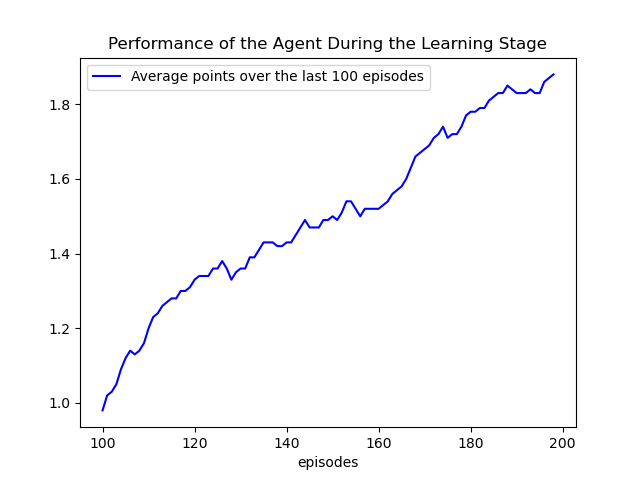 Performance of the Agent During the Learning Stage
Average points over the last 100 episodes
1.8
1.6
1.4
1.2
1.0
100 120 140 160 180 200
episodes